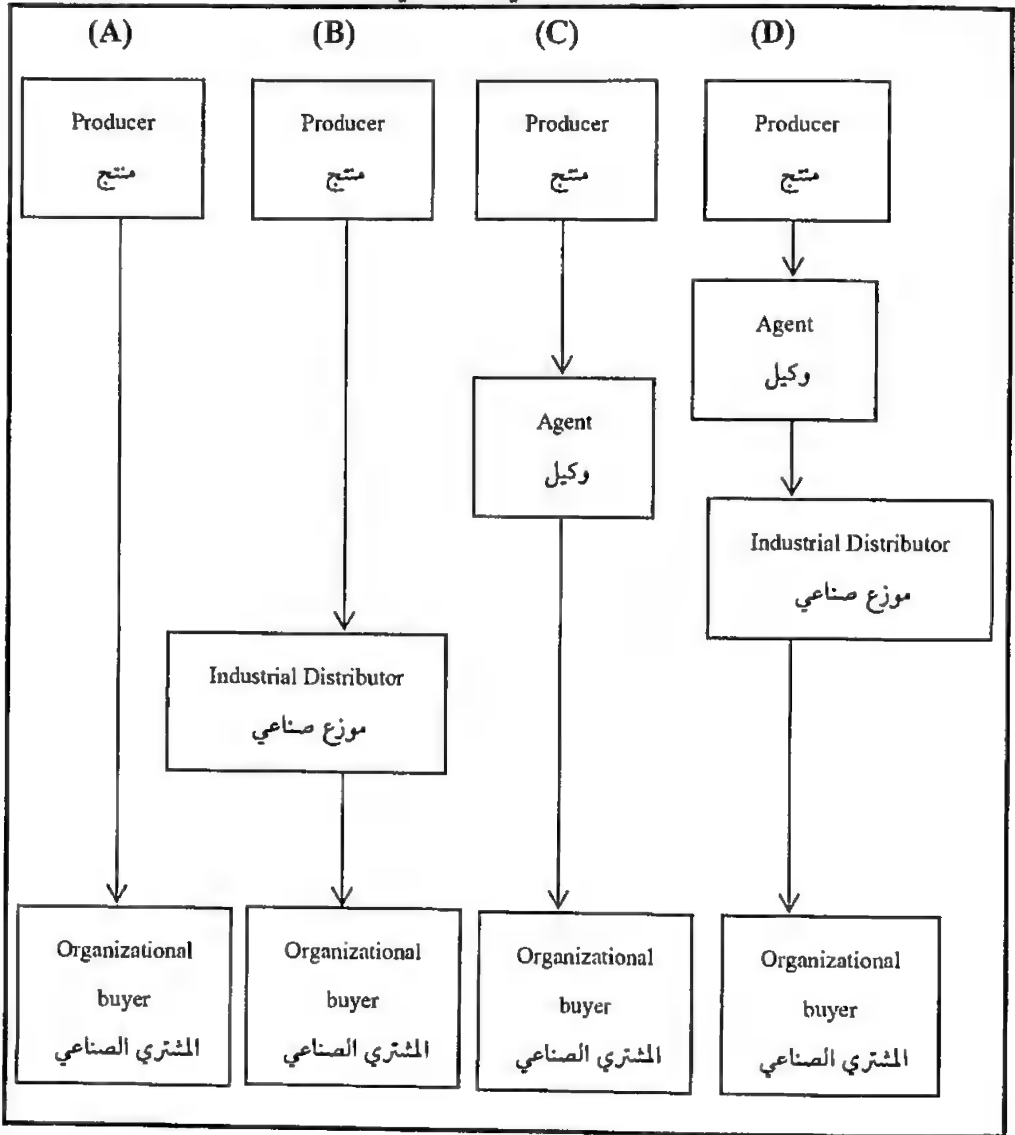 (A) (B) (C) (D)
Producer
منتج
Producer
منتج
Producer
منتج
Producer
منتج
Agent
وكيل
Agent
وكيل
Industrial Distributor
موزع صناعي
Industrial Distributor
موزع صناعي
Organizational
buyer
المشتري الصناعي
Organizational
buyer
المشتري الصناعي
Organizational
buyer
المشتري الصناعي
Organizational
buyer
المشتري الصناعي